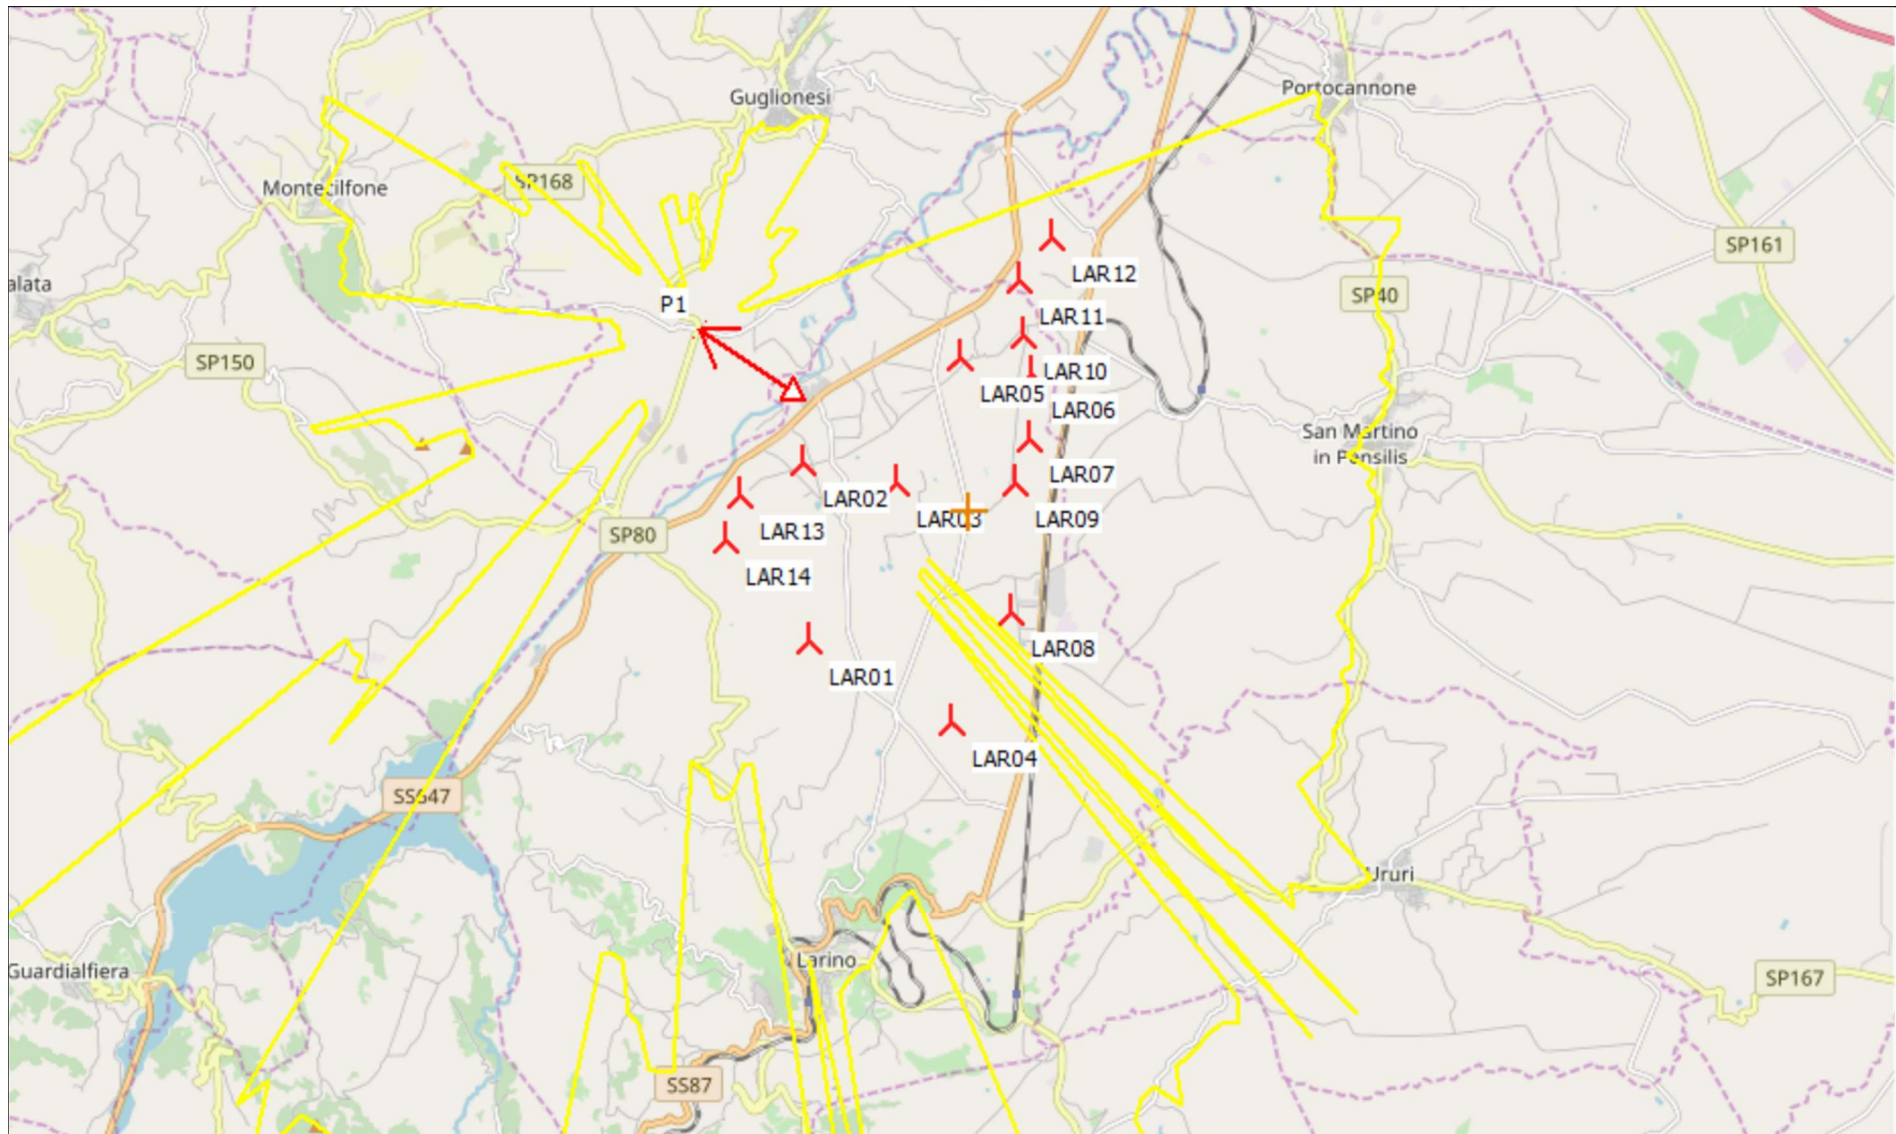 Portocannone
Guglionesi
SP168
Montecilfone
SP161
LAR12
alata
SP40
P1
LAR11
SP150
LAR10
LAR05
LAR06
San Martino
in Pensilis
LAR07
LAR02
LAR03
LAR09
LAR13
SP80
LAR14
LAR08
LAR01
LAR04
SS647
Ururi
Larino
Guardialfiera
SP167
SS87